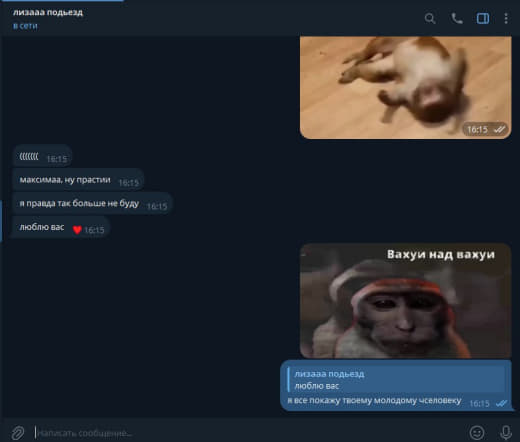 лизааа подьезд
в сети
16:15
(((((((
16:15
максимаа, ну прастии
16:15
я правда так больше не буду
16:15
люблю вас ❤️ 16:15
Вахуи над вахуи
лизааа подьезд
люблю вас
я все покажу твоему молодому чселовеку
16:15
Написать сообщение...